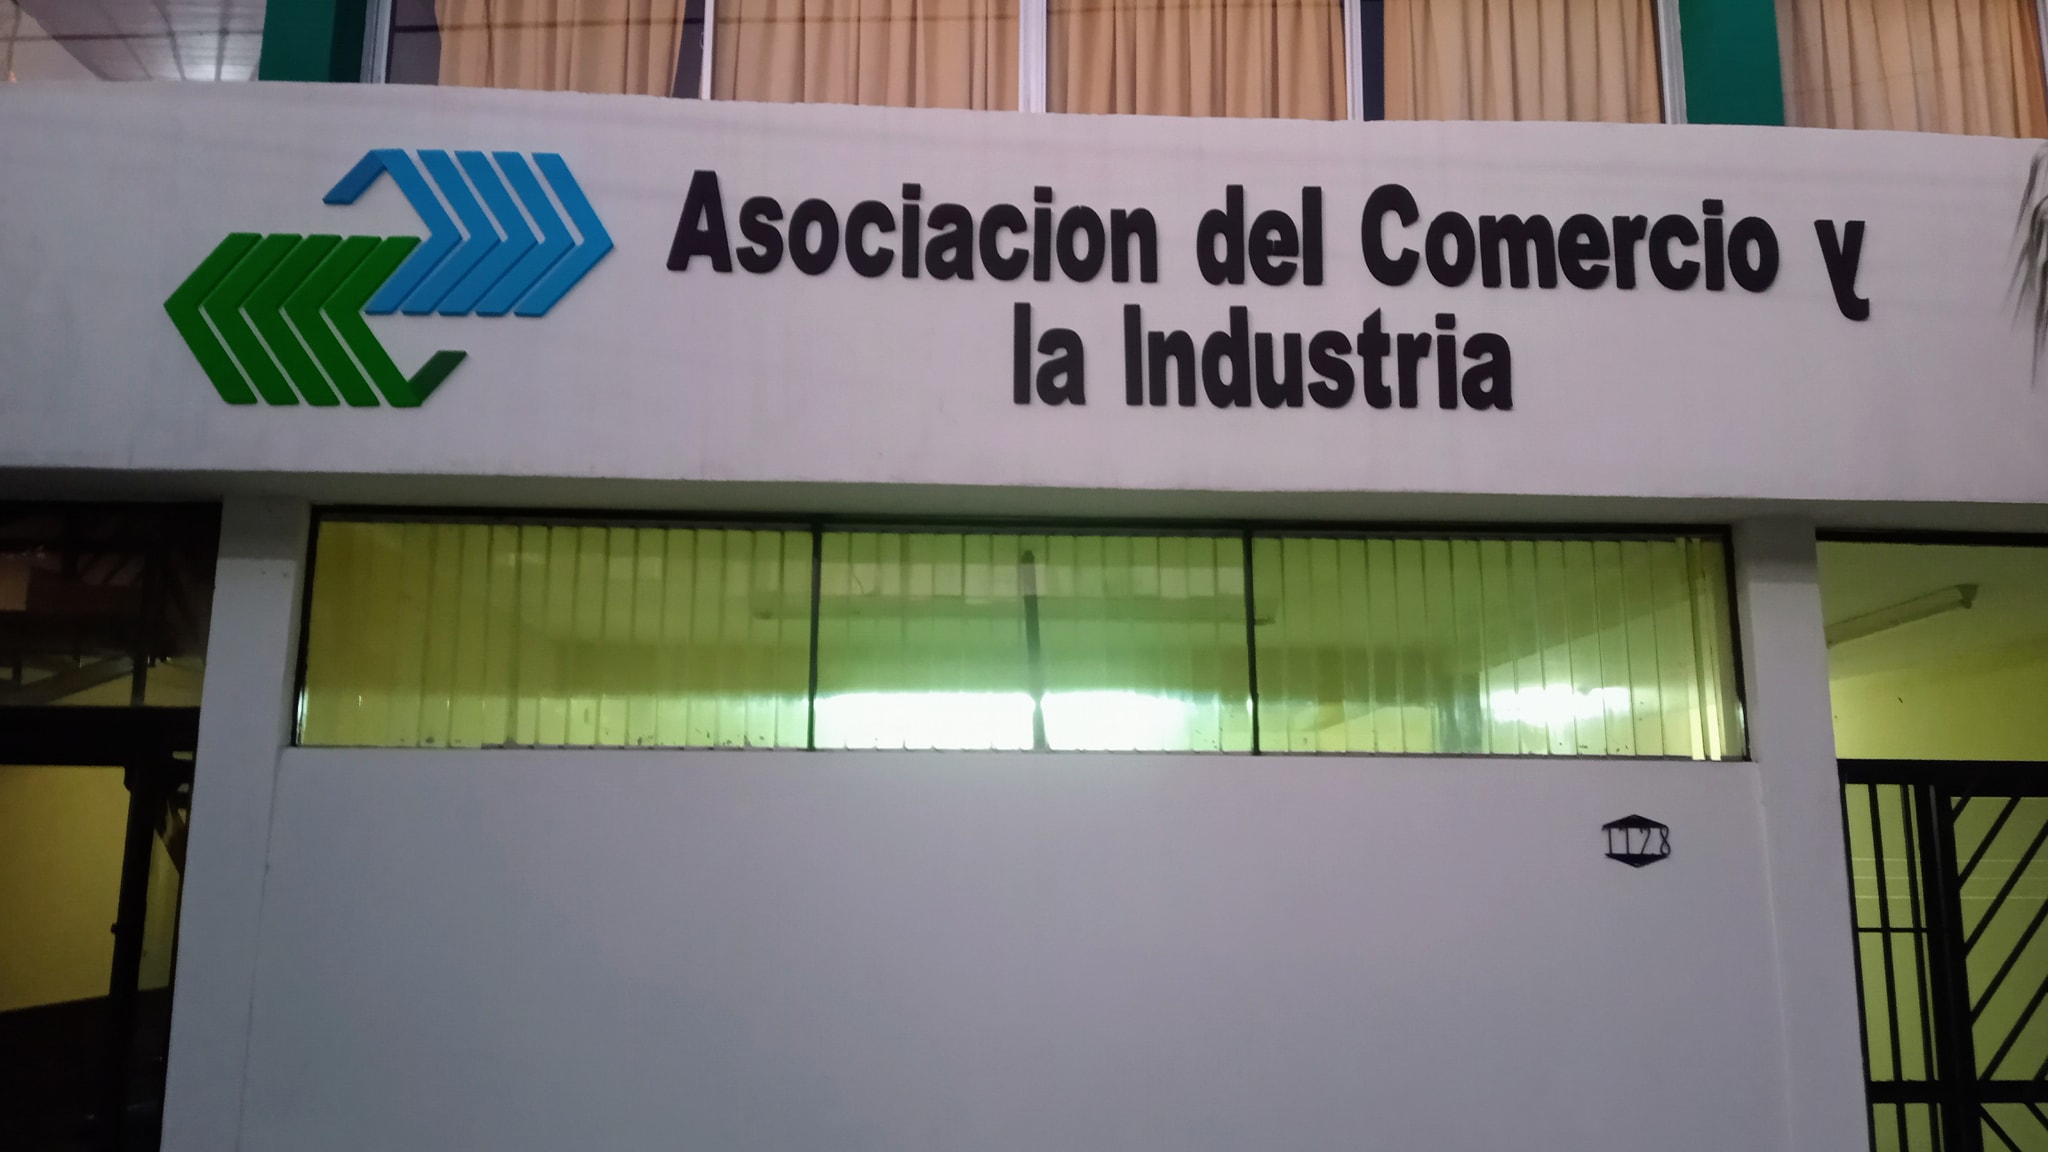 Asociacion del Comercio y
la Industria
1128